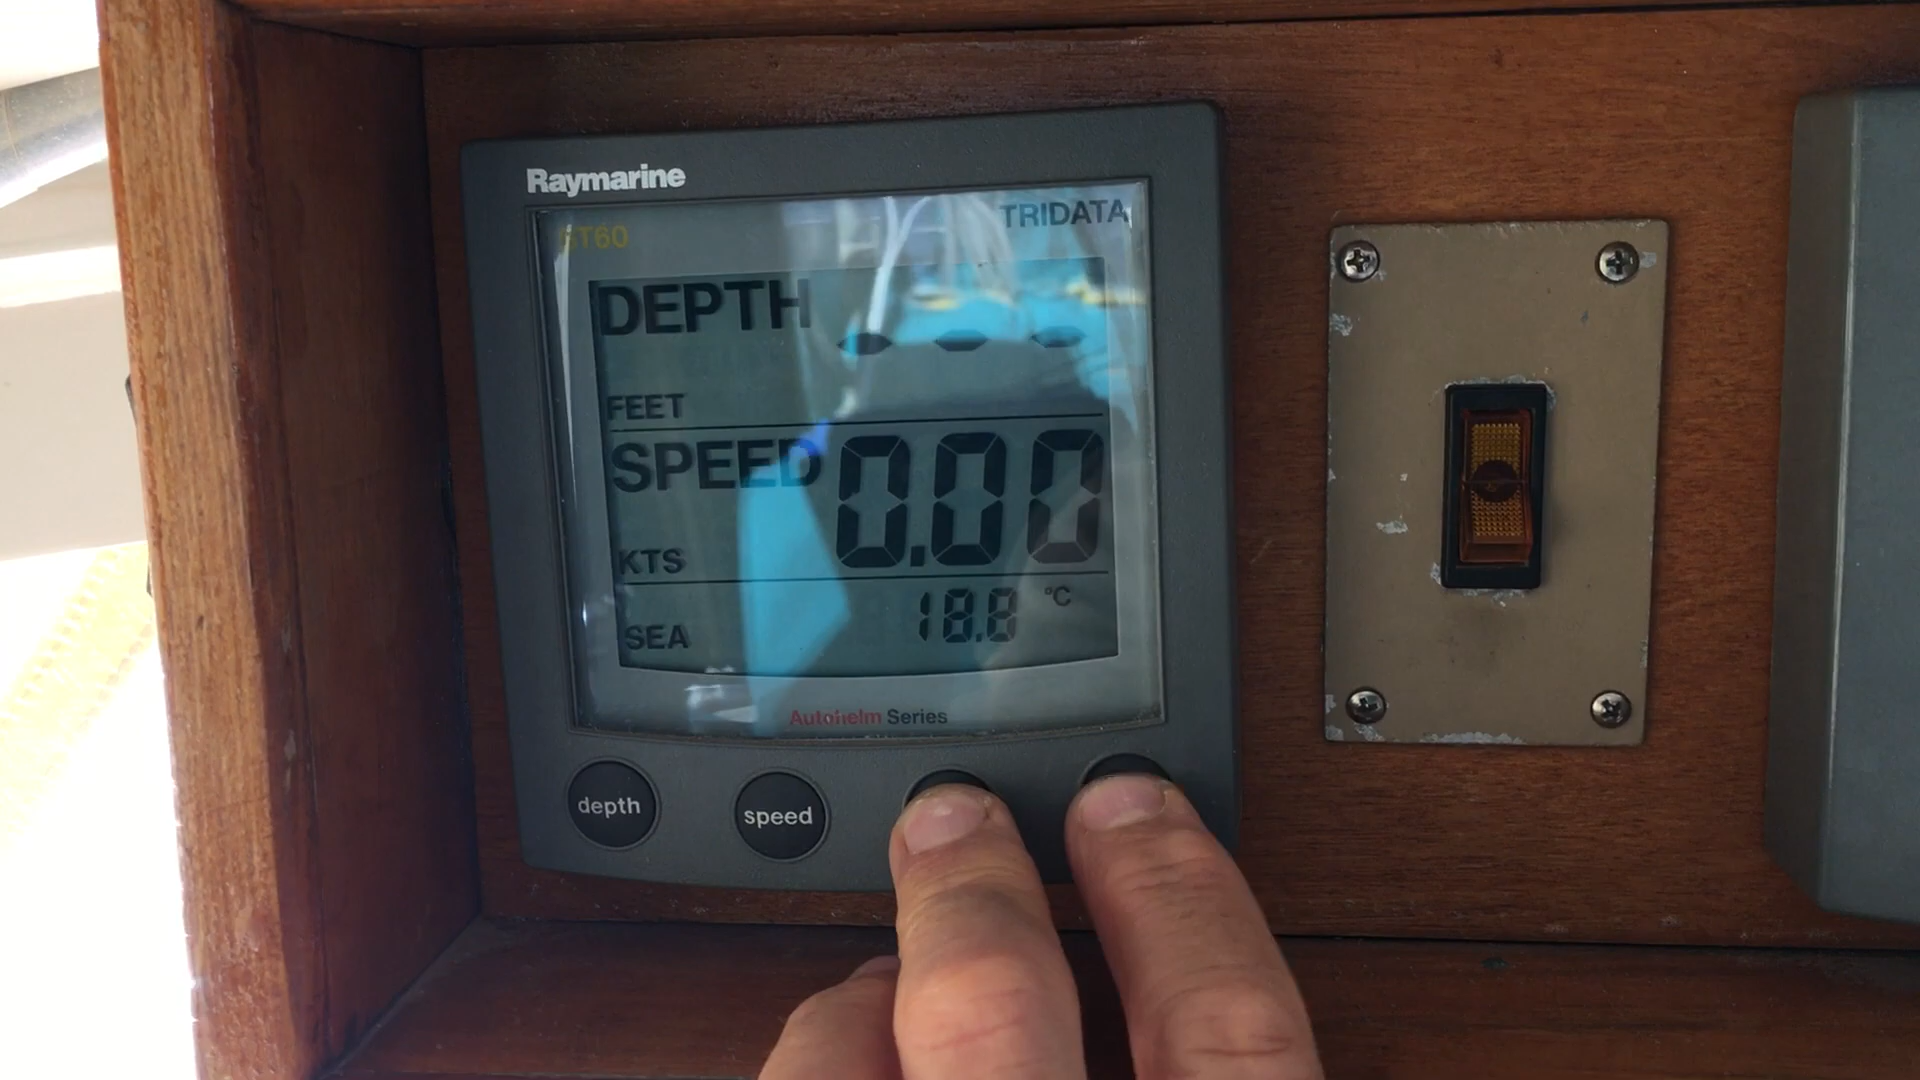 Raymarine
ST60
TRIDATA
DEPTH - - -
FEET
SPEED 0.00
KTS
SEA 18.8 °C
Autohelm Series
depth speed